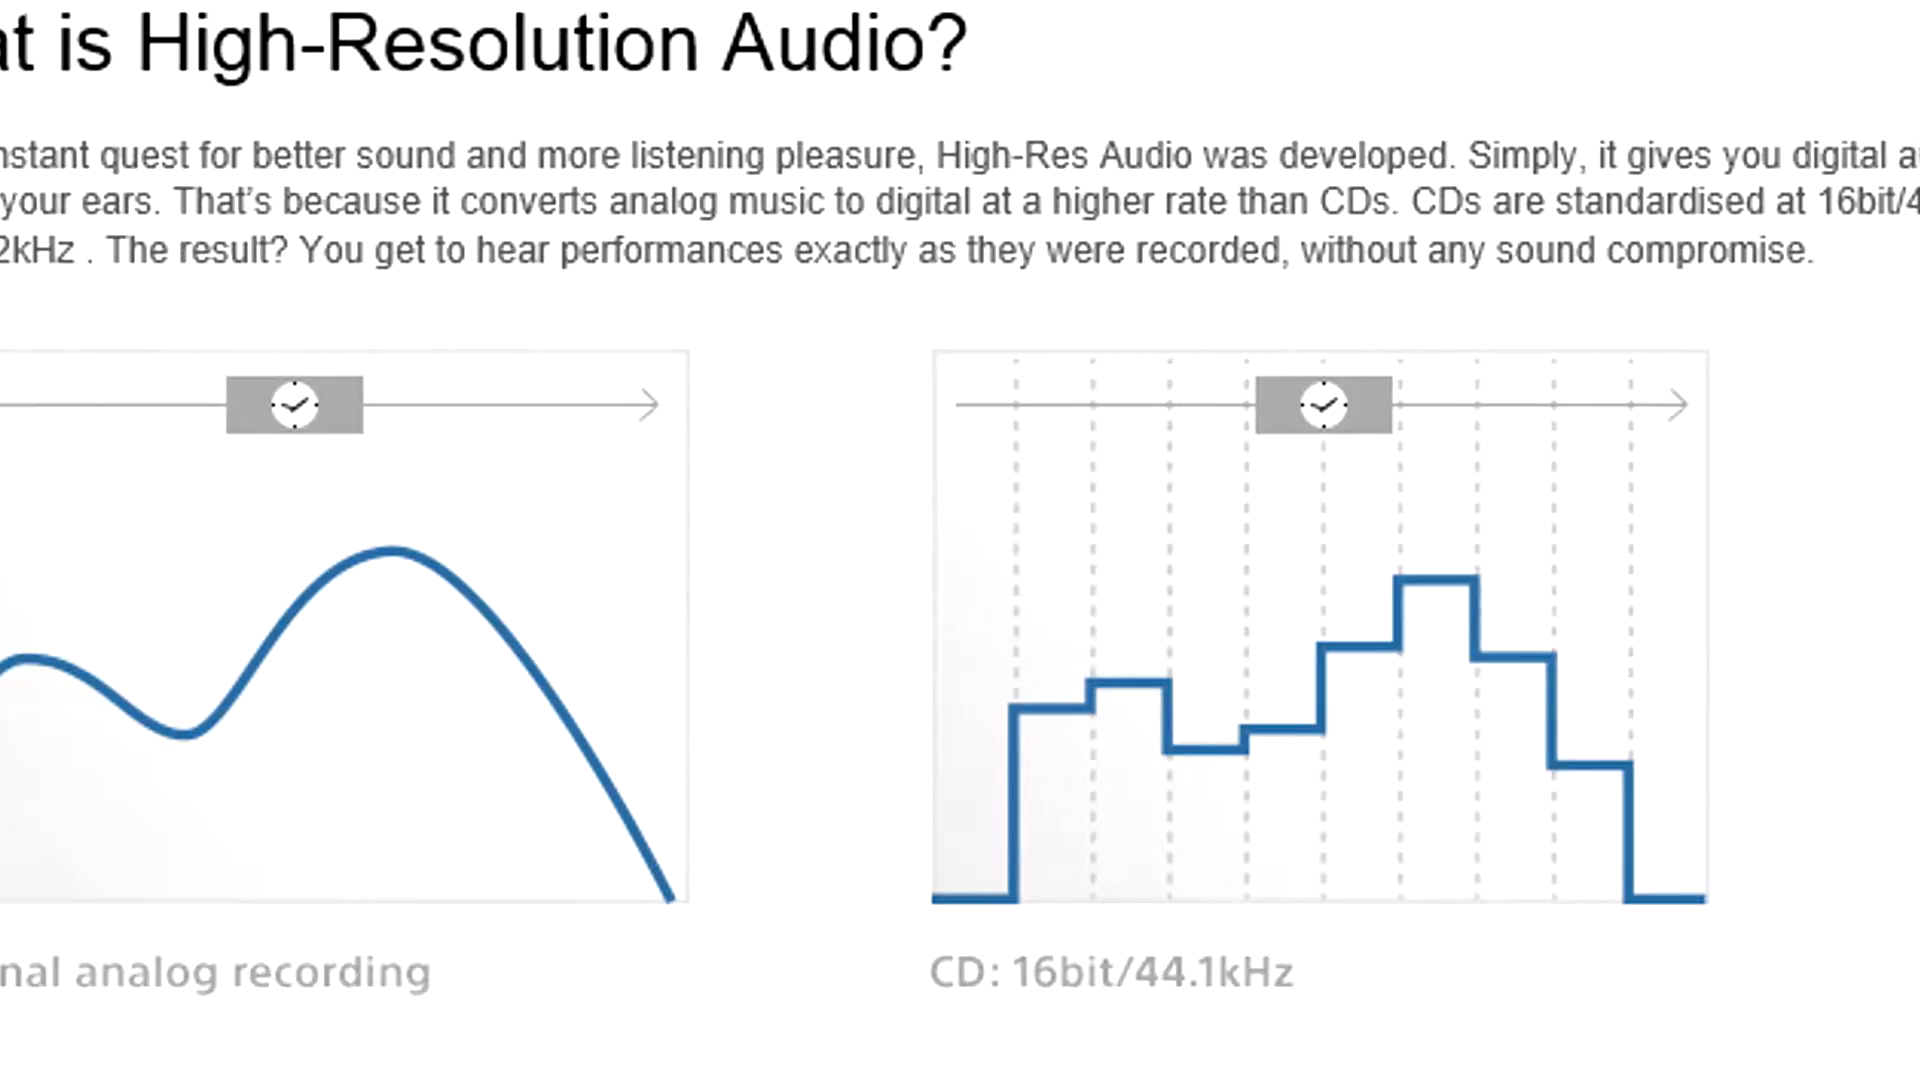 at is High-Resolution Audio?
nstant quest for better sound and more listening pleasure, High-Res Audio was developed. Simply, it gives you digital a
your ears. That's because it converts analog music to digital at a higher rate than CDs. CDs are standardised at 16bit/4
2kHz . The result? You get to hear performances exactly as they were recorded, without any sound compromise.
nal analog recording
CD: 16bit/44.1kHz